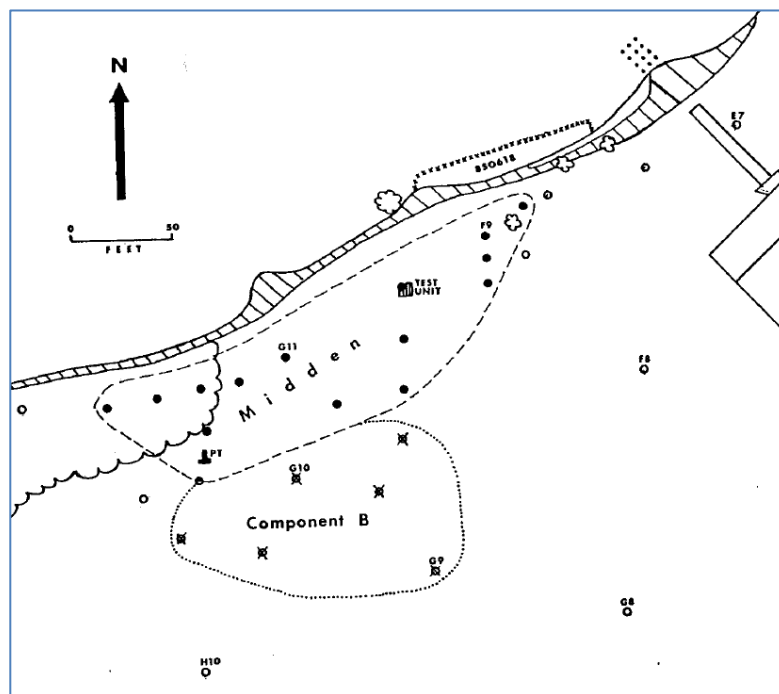 N
0 50
FEET
850618
E7
F9
TEST
UNIT
G11
Midden
F8
PT
G10
Component B
G9
G8
H10